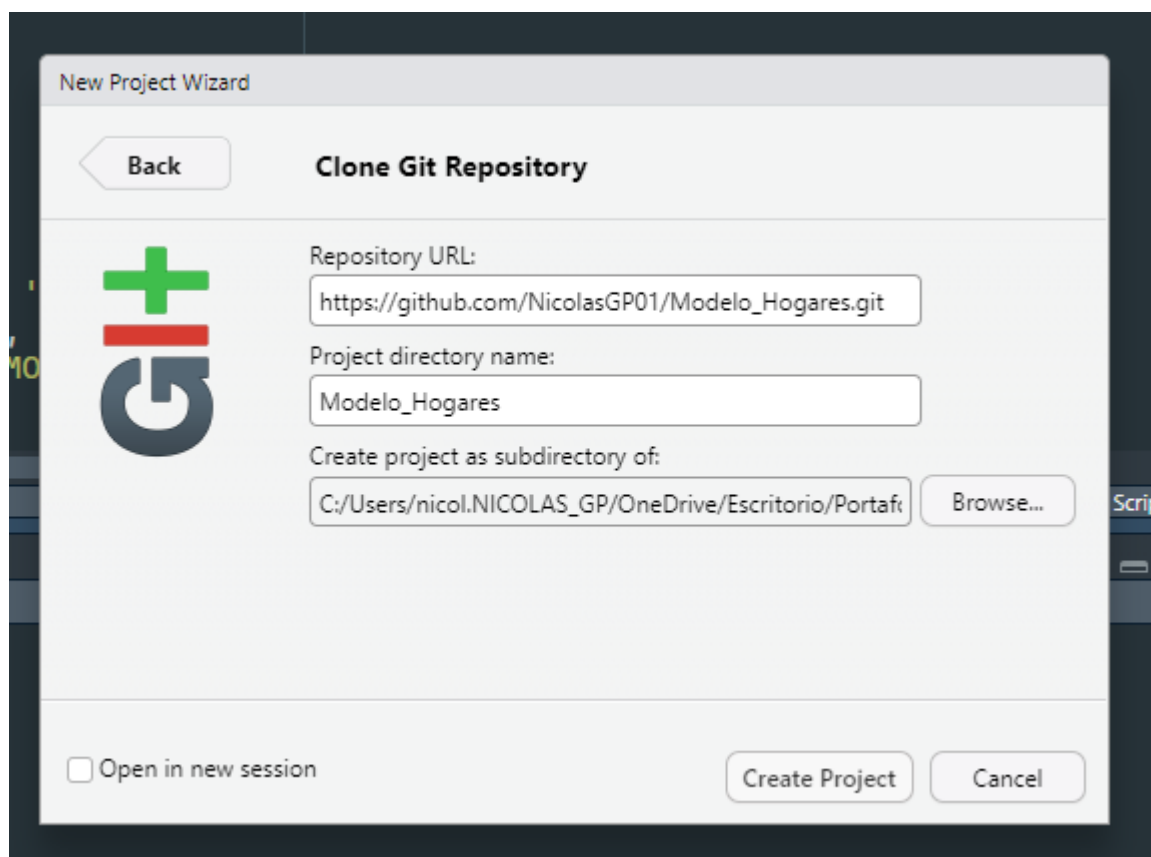 New Project Wizard
Back
Clone Git Repository
Repository URL:
https://github.com/NicolasGP01/Modelo_Hogares.git
Project directory name:
Modelo_Hogares
Create project as subdirectory of:
C:/Users/nicol.NICOLAS_GP/OneDrive/Escritorio/Portafo
Browse...
Open in new session
Create Project
Cancel